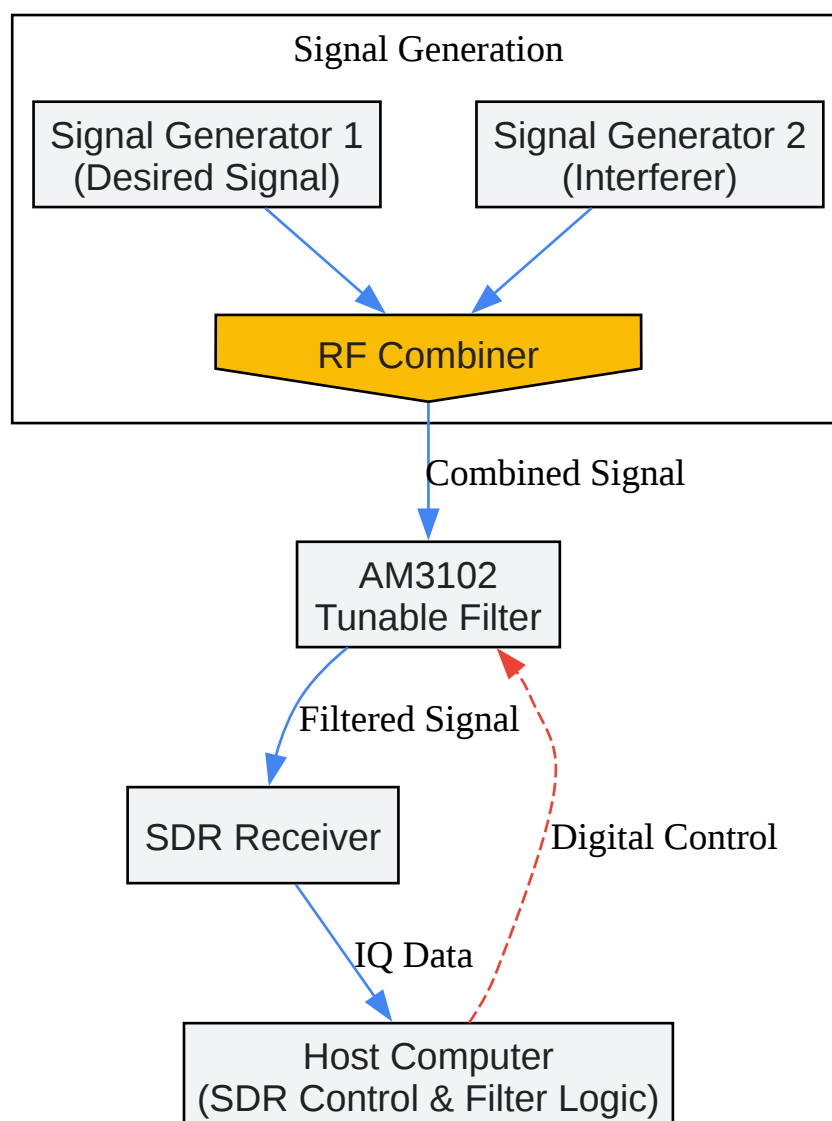 Signal Generation
Signal Generator 1
(Desired Signal)
Signal Generator 2
(Interferer)
RF Combiner
Combined Signal
AM3102
Tunable Filter
Filtered Signal
SDR Receiver
Digital Control
IQ Data
Host Computer
(SDR Control & Filter Logic)